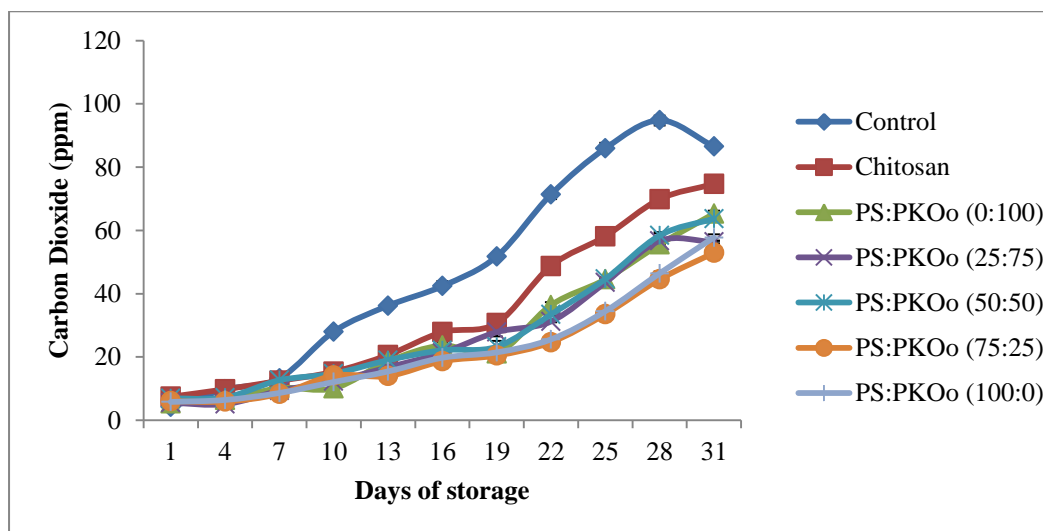 120
100
80
60
40
20
0
Carbon Dioxide (ppm)
1 4 7 10 13 16 19 22 25 28 31
Days of storage
Control
Chitosan
PS:PKOo (0:100)
PS:PKOo (25:75)
PS:PKOo (50:50)
PS:PKOo (75:25)
PS:PKOo (100:0)